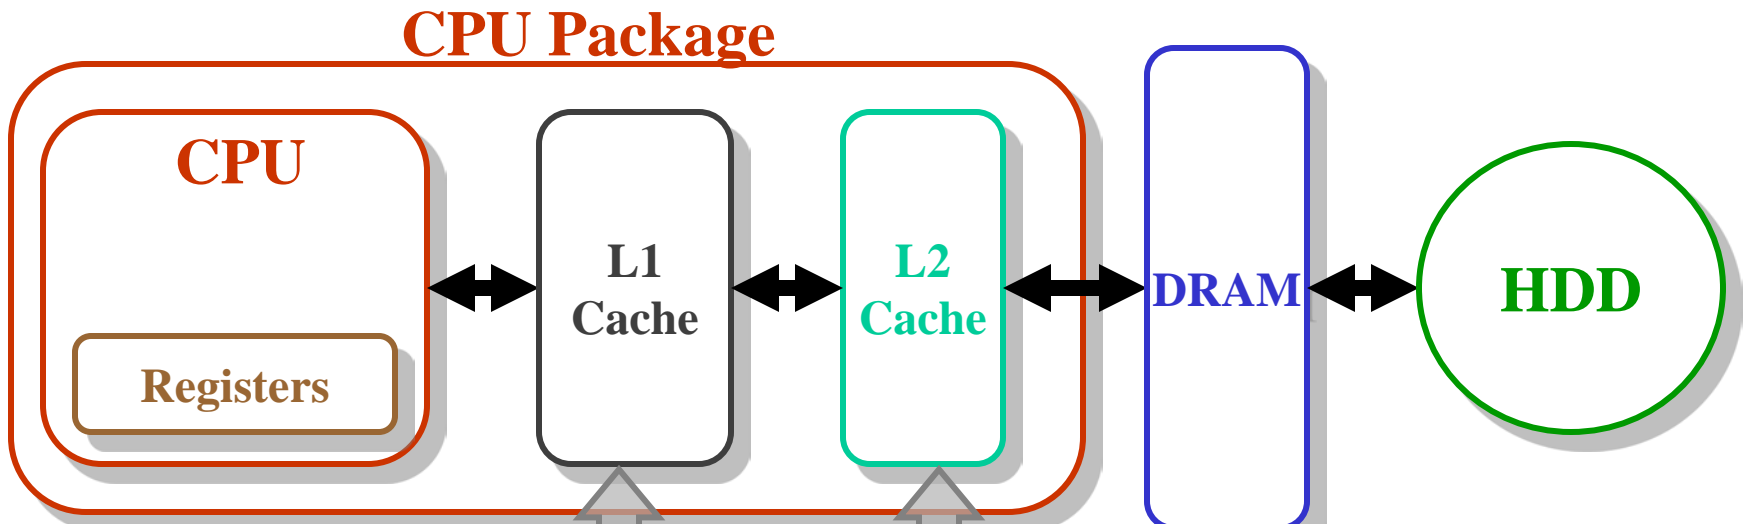 CPU Package
CPU
Registers
L1
Cache
L2
Cache
DRAM
HDD